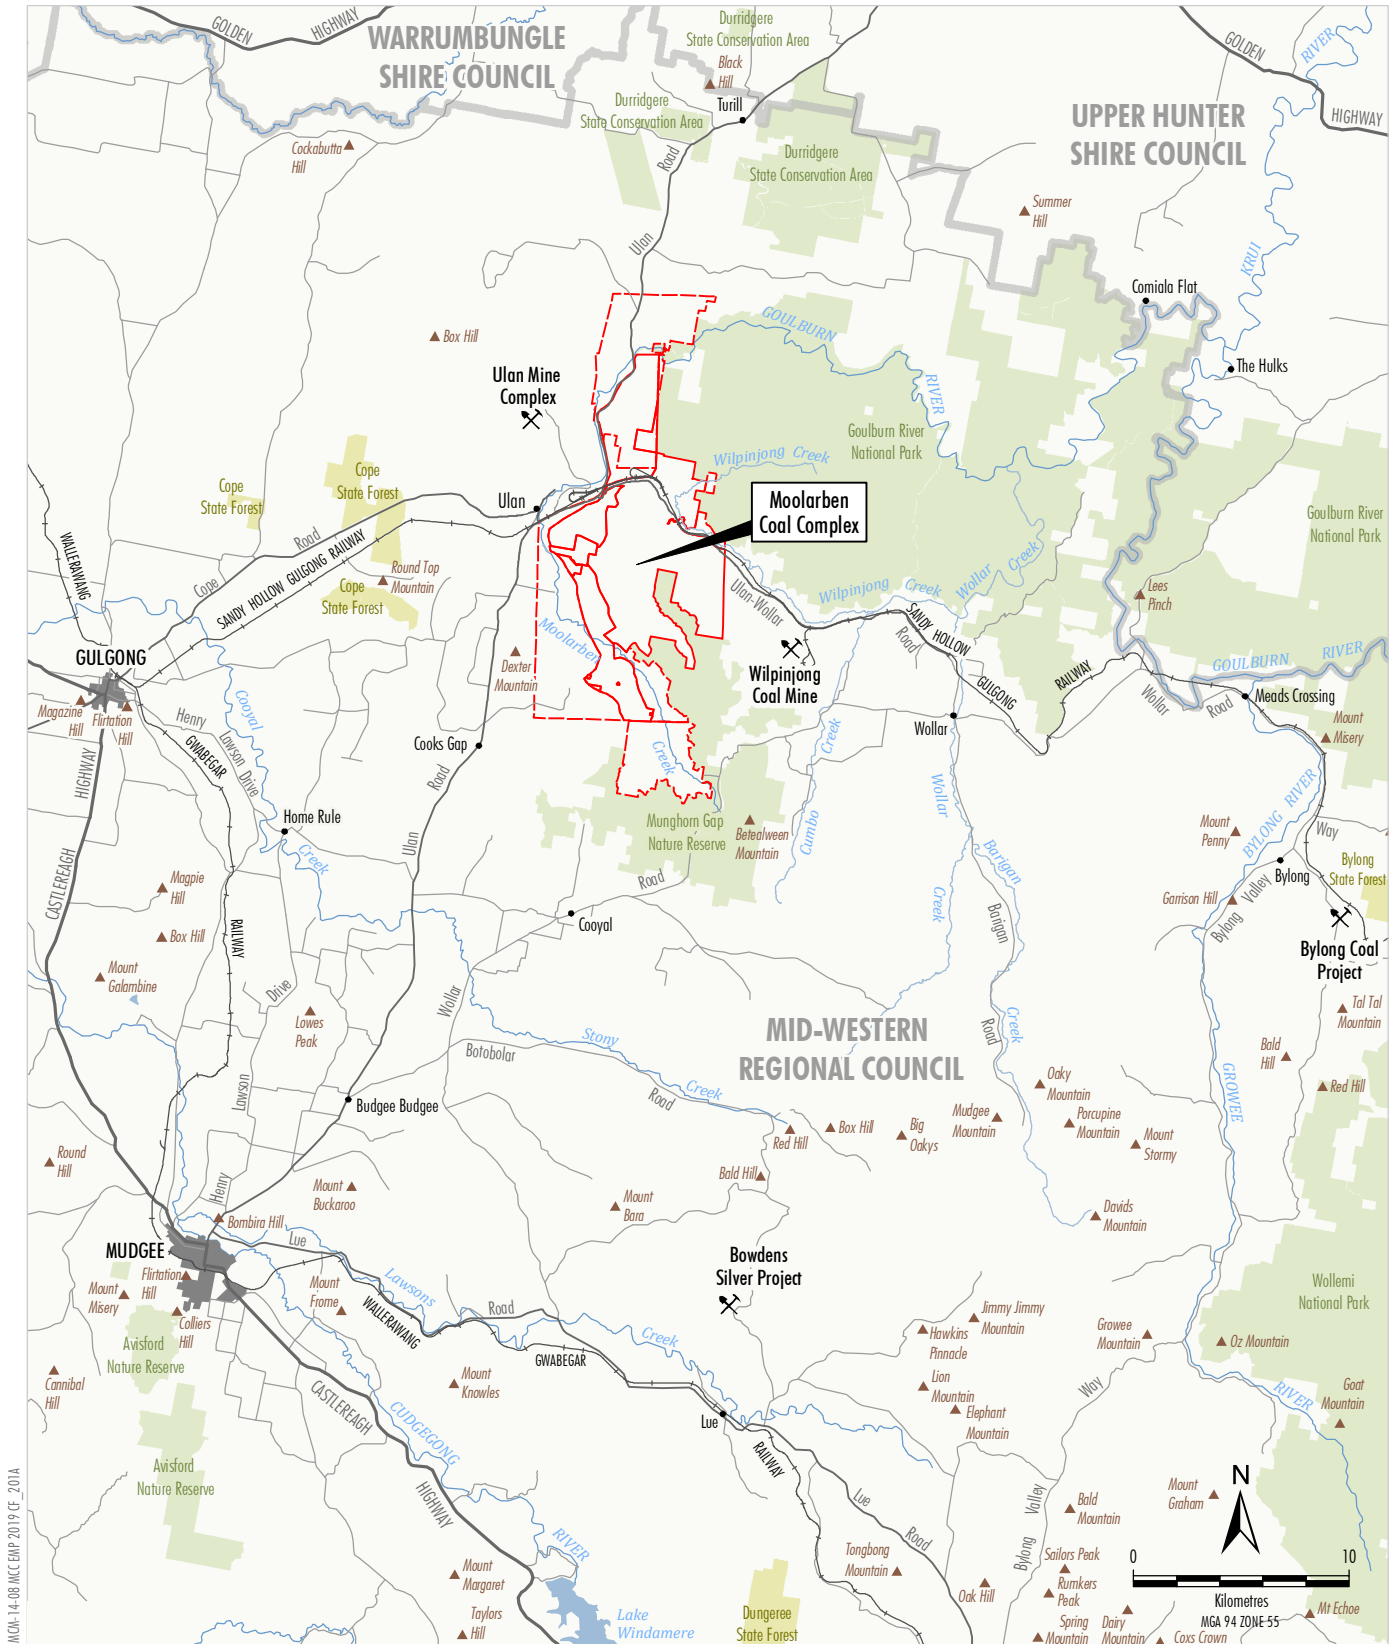 GOLDEN
HIGHWAY
WARRUMBUNGLE
SHIRE COUNCIL
Durridgere
State Conservation Area
Black
Hill
Turill
Durridgere
State Conservation Area
Durridgere
State Conservation Area
GOLDEN
HIGHWAY
RIVER
UPPER HUNTER
SHIRE COUNCIL
Cockabutta
Hill
Road
Ulan
Summer
Hill
KRUI
Comiala Flat
The Hulks
Box Hill
GOULBURN
RIVER
Ulan Mine
Complex
Goulburn River
National Park
Wilpinjong Creek
Cope
State Forest
Cope
State Forest
Ulan
Moolarben
Coal Complex
Goulburn River
National Park
WALLERAWANG
Road
Cope
SANDY HOLLOW GULGONG RAILWAY
Round Top
Mountain
Cope
State Forest
Ulan-Wollar
Wilpinjong Creek
Wollar Creek
Lees
Pinch
SANDY HOLLOW
Road
GULGONG
RAILWAY
GULGONG
Moolarben
Dexter
Mountain
Wilpinjong
Coal Mine
GOULBURN RIVER
Wollar
Road
Meads Crossing
Magazine
Hill
Flirtation
Hill
Cooyal
Henry
Lawson Drive
GWABEGAR
HIGHWAY
Cooks Gap
Road
Creek
Creek
Wollar
Mount
Misery
Home Rule
Creek
Ulan
Munghorn Gap
Nature Reserve
Betealween
Mountain
Cumbo
Wollar
Barigan
Mount
Penny
BYLONG RIVER
Way
Bylong
State Forest
Bylong
CASTLEREAGH
Magpie
Hill
Road
Creek
Barigan
Garrison Hill
Bylong Valley
Box Hill
RAILWAY
Cooyal
Bylong Coal
Project
Mount
Galambine
Drive
Lowes
Peak
Wollar
Stony
Botobolar
Creek
Road
MID-WESTERN
REGIONAL COUNCIL
Road
Creek
Tal Tal
Mountain
Bald
Hill
Red Hill
GROWEE
Lawson
Budgee Budgee
Red Hill
Box Hill
Big
Oakys
Mudgee
Mountain
Oaky
Mountain
Porcupine
Mountain
Mount
Stormy
Round
Hill
Henry
Mount
Buckaroo
Bald Hill
Mount
Bara
Davids
Mountain
Bombira Hill
MUDGEE
Lue
Bowdens
Silver Project
Wollemi
National Park
Flirtation
Hill
Mount
Misery
Colliers
Hill
Mount
Frome
Lawsons
WALLERAWANG
Road
Creek
Jimmy Jimmy
Mountain
Hawkins
Pinnacle
Growee
Mountain
Oz Mountain
Avisford
Nature Reserve
GWABEGAR
Cannibal
Hill
Mount
Knowles
Lion
Mountain
Elephant
Mountain
Way
RIVER
Goat
Mountain
CASTLEREAGH
CUDGEGONG
Lue
RAILWAY
Avisford
Nature Reserve
HIGHWAY
Lue
Road
Valley
Bylong
Bald
Mountain
Mount
Graham
N
RIVER
Tongbong
Mountain
Sailors Peak
Rumkers
Peak
Oak Hill
Mount
Margaret
Taylors
Hill
Lake
Windamere
Dungeree
State Forest
Spring
Mountain
Dairy
Mountain
Coxs Crown
Mt Echoe
0 10
Kilometres
MGA 94 ZONE 55
MCM-14-08 MCC EMP 2019 CF_201A